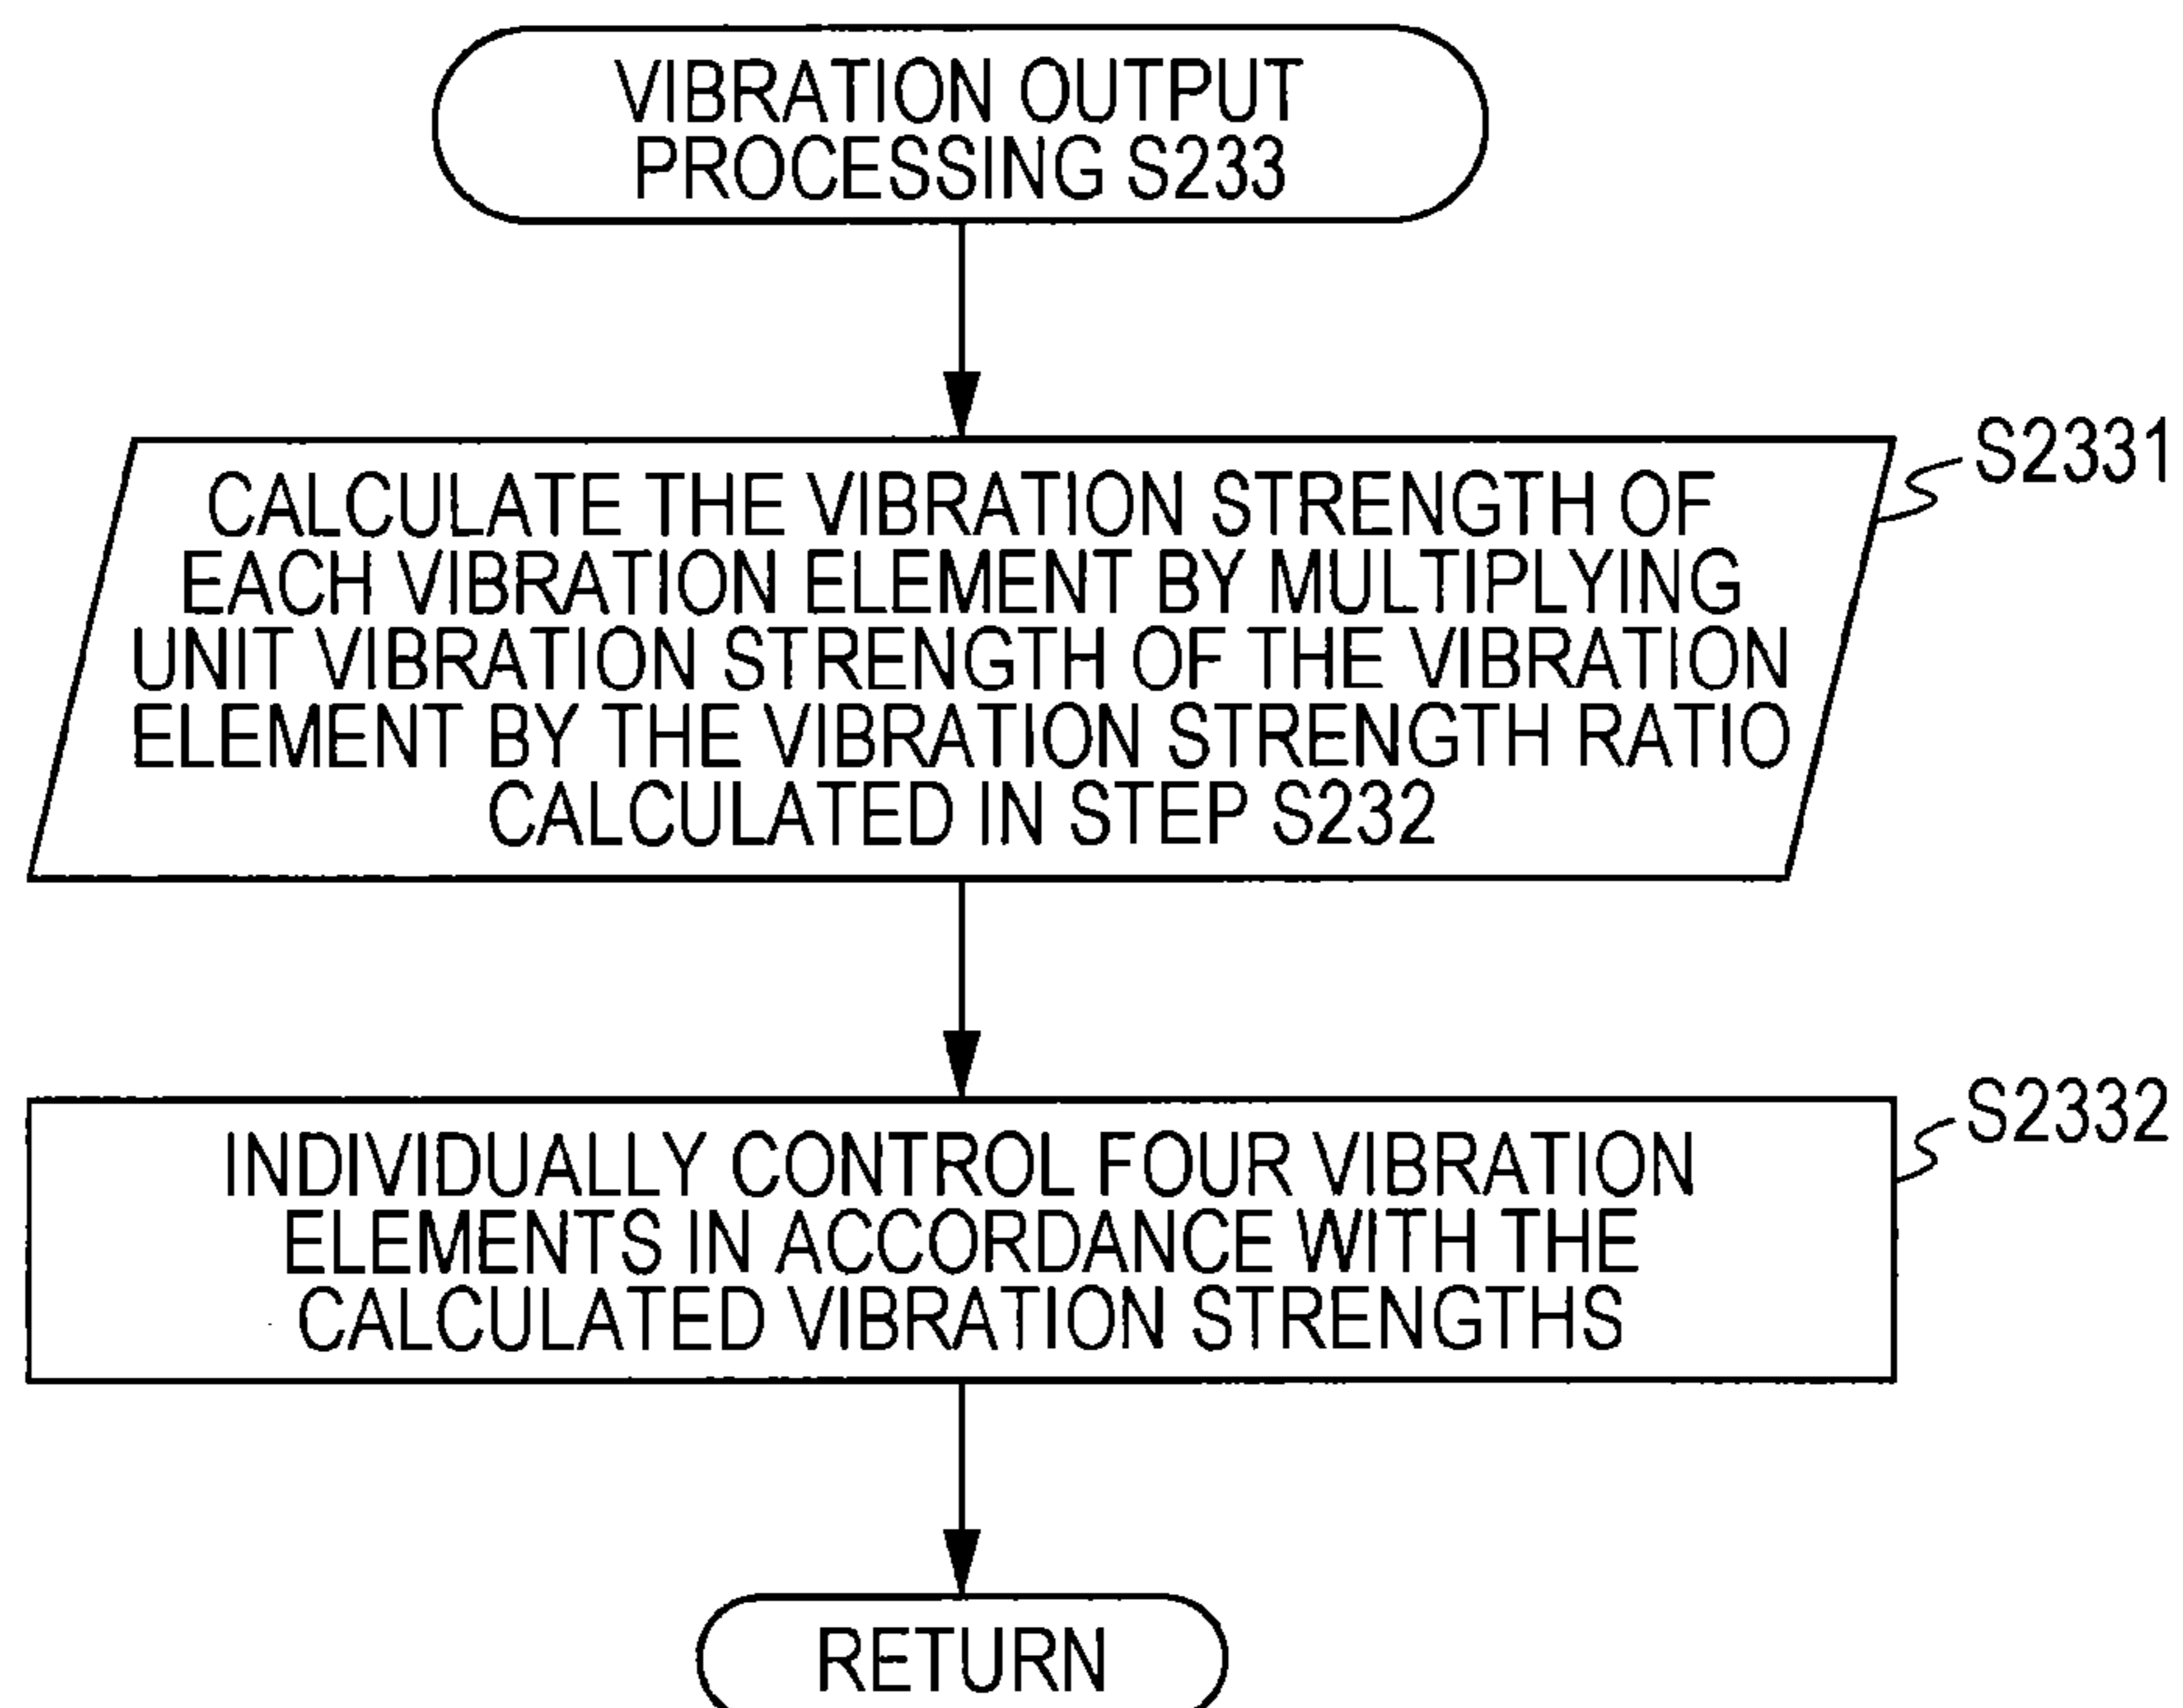 VIBRATION OUTPUT
PROCESSING S233
S2331
CALCULATE THE VIBRATION STRENGTH OF
EACH VIBRATION ELEMENT BY MULTIPLYING
UNIT VIBRATION STRENGTH OF THE VIBRATION
ELEMENT BY THE VIBRATION STRENGTH RATIO
CALCULATED IN STEP S232
S2332
INDIVIDUALLY CONTROL FOUR VIBRATION
ELEMENTS IN ACCORDANCE WITH THE
CALCULATED VIBRATION STRENGTHS
RETURN